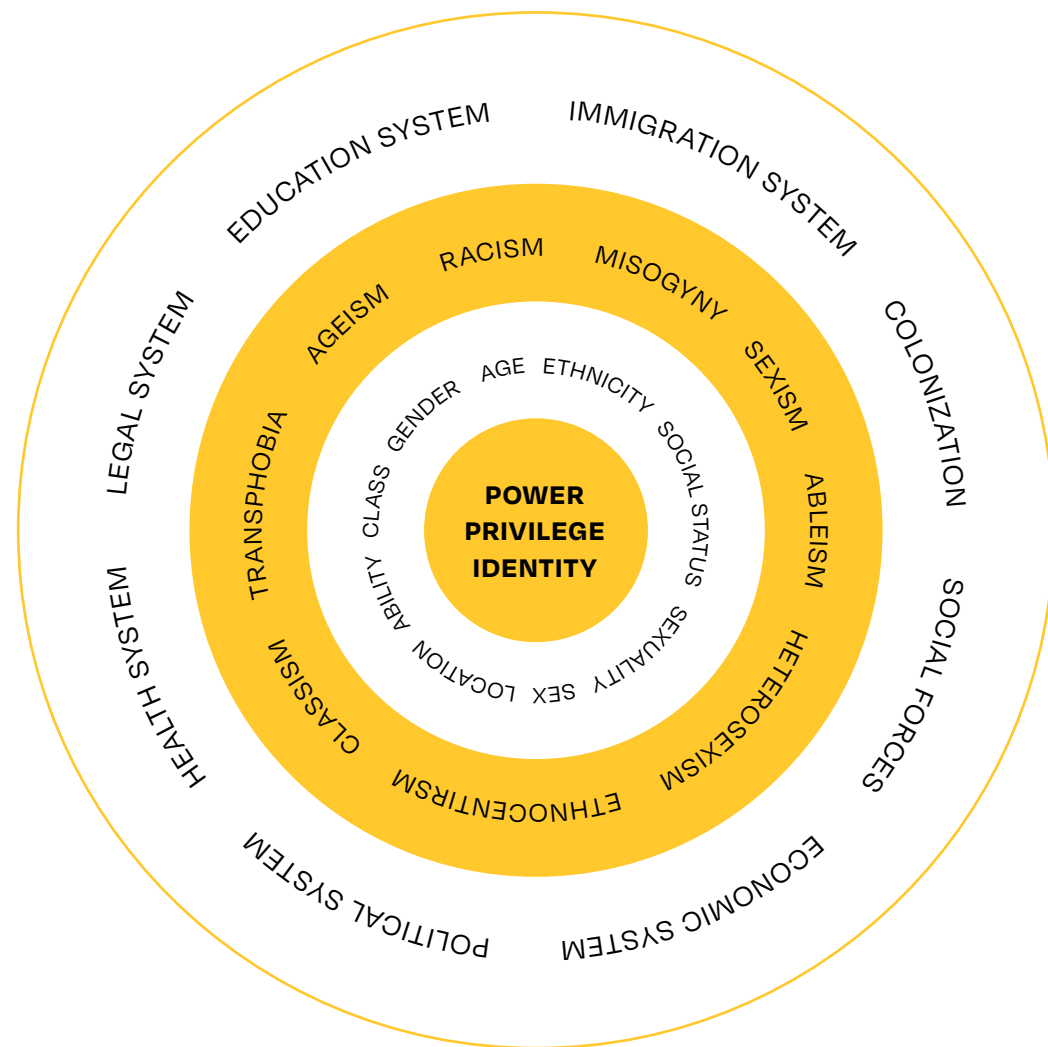 EDUCATION SYSTEM
IMMIGRATION SYSTEM
COLONIZATION
SOCIAL FORCES
ECONOMIC SYSTEM
POLITICAL SYSTEM
HEALTH SYSTEM
LEGAL SYSTEM
RACISM
MISOGYNY
SEXISM
ABLEISM
HETEROSEXISM
ETHNOCENTIRSM
CLASSISM
TRANSPHOBIA
AGEISM
AGE
ETHNICITY
SOCIAL STATUS
SEXUALITY
SEX
LOCATION
ABILITY
CLASS
GENDER
POWER
PRIVILEGE
IDENTITY